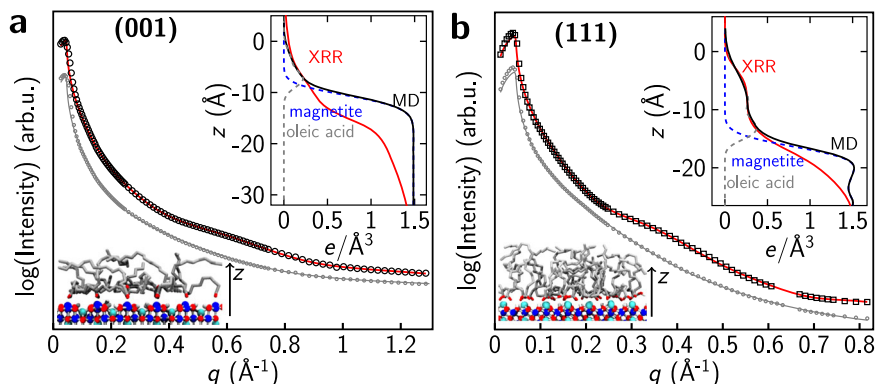 a
(001)
log(Intensity) (arb.u.)
0
-10
-20
-30
z (Å)
XRR
MD
magnetite
oleic acid
0 0.5 1 1.5
e/Å³
z
0 0.2 0.4 0.6 0.8 1 1.2
q (Å⁻¹)
b
(111)
log(Intensity) (arb.u.)
0
-10
-20
z (Å)
XRR
MD
magnetite
oleic acid
0 0.5 1 1.5
e/Å³
z
0 0.1 0.2 0.3 0.4 0.5 0.6 0.7 0.8
q (Å⁻¹)